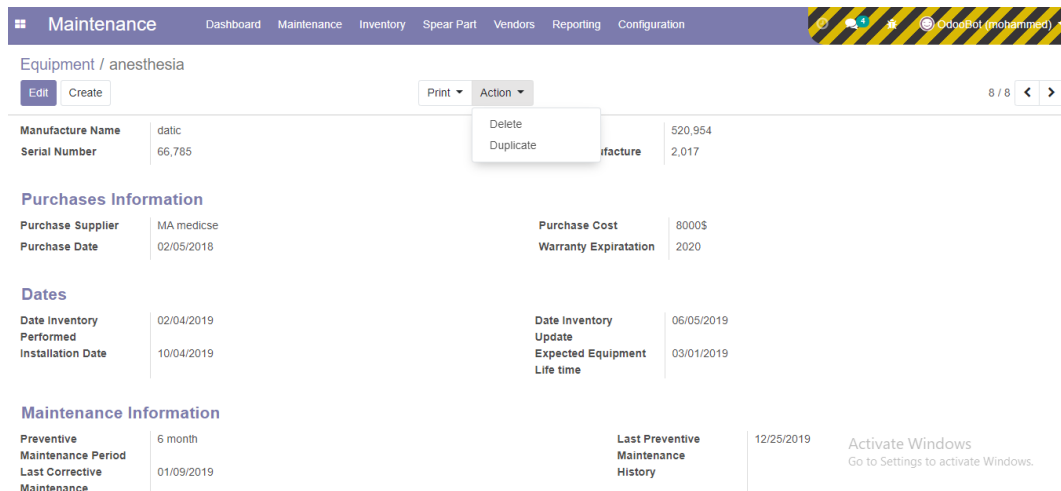 Maintenance Dashboard Maintenance Inventory Spear Part Vendors Reporting Configuration 4 OdooBot (mohammed)
Equipment / anesthesia
Edit Create Print Action 8 / 8
Manufacture Name datic 520,954
Delete
Serial Number 66,785 ufacture 2,017
Duplicate
Purchases Information
Purchase Supplier MA medicse Purchase Cost 8000$
Purchase Date 02/05/2018 Warranty Expiratation 2020
Dates
Date Inventory 02/04/2019 Date Inventory 06/05/2019
Performed Update
Installation Date 10/04/2019 Expected Equipment 03/01/2019
Life time
Maintenance Information
Preventive 6 month Last Preventive 12/25/2019
Maintenance Period Maintenance
Last Corrective 01/09/2019 History
Maintenance
Activate Windows
Go to Settings to activate Windows.